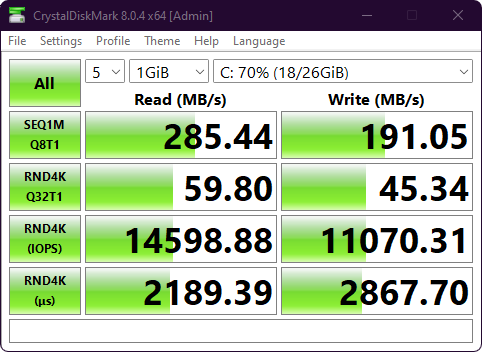 CrystalDiskMark 8.0.4 x64 [Admin]
File Settings Profile Theme Help Language
All 5 1GiB C: 70% (18/26GiB)
Read (MB/s) Write (MB/s)
SEQ1M
Q8T1 285.44 191.05
RND4K
Q32T1 59.80 45.34
RND4K
(IOPS) 14598.88 11070.31
RND4K
(μs) 2189.39 2867.70